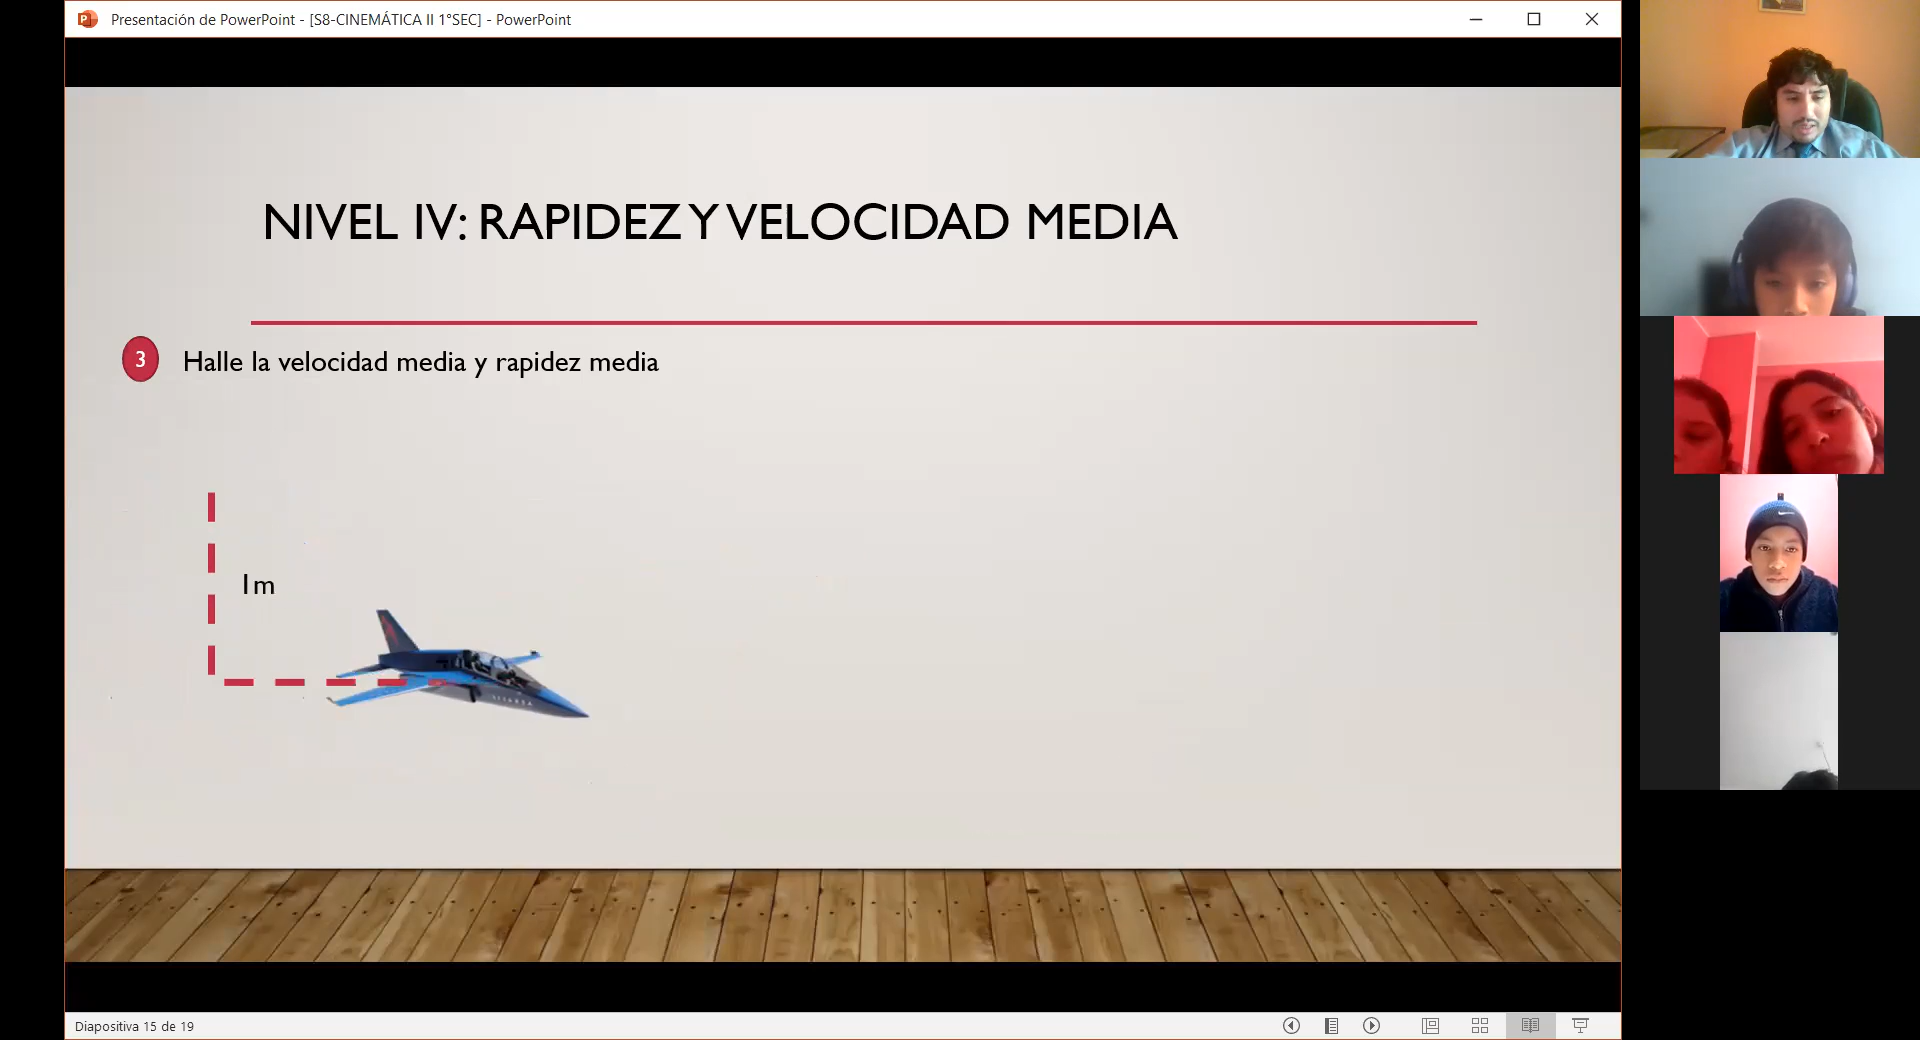 Presentación de PowerPoint - [S8-CINEMÁTICA II 1°SEC] - PowerPoint
NIVEL IV: RAPIDEZ Y VELOCIDAD MEDIA
3 Halle la velocidad media y rapidez media
1m
Diapositiva 15 de 19